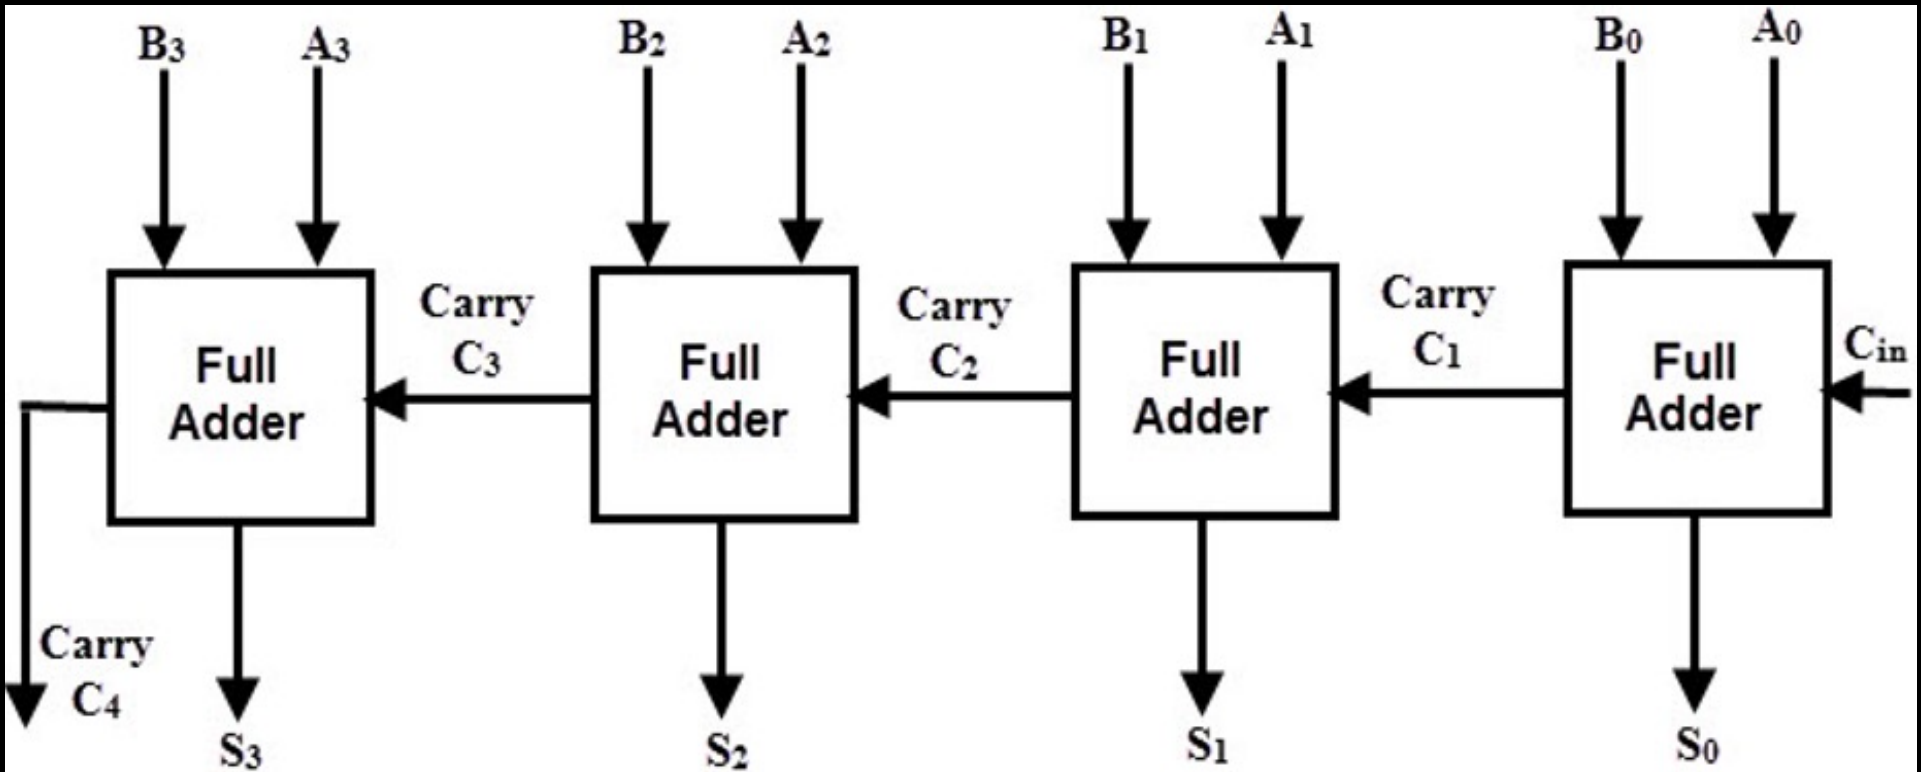 B3 A3 B2 A2 B1 A1 B0 A0
Carry
C3
Carry
C2
Carry
C1
Cin
Full
Adder
Full
Adder
Full
Adder
Full
Adder
Carry
C4
S3 S2 S1 S0